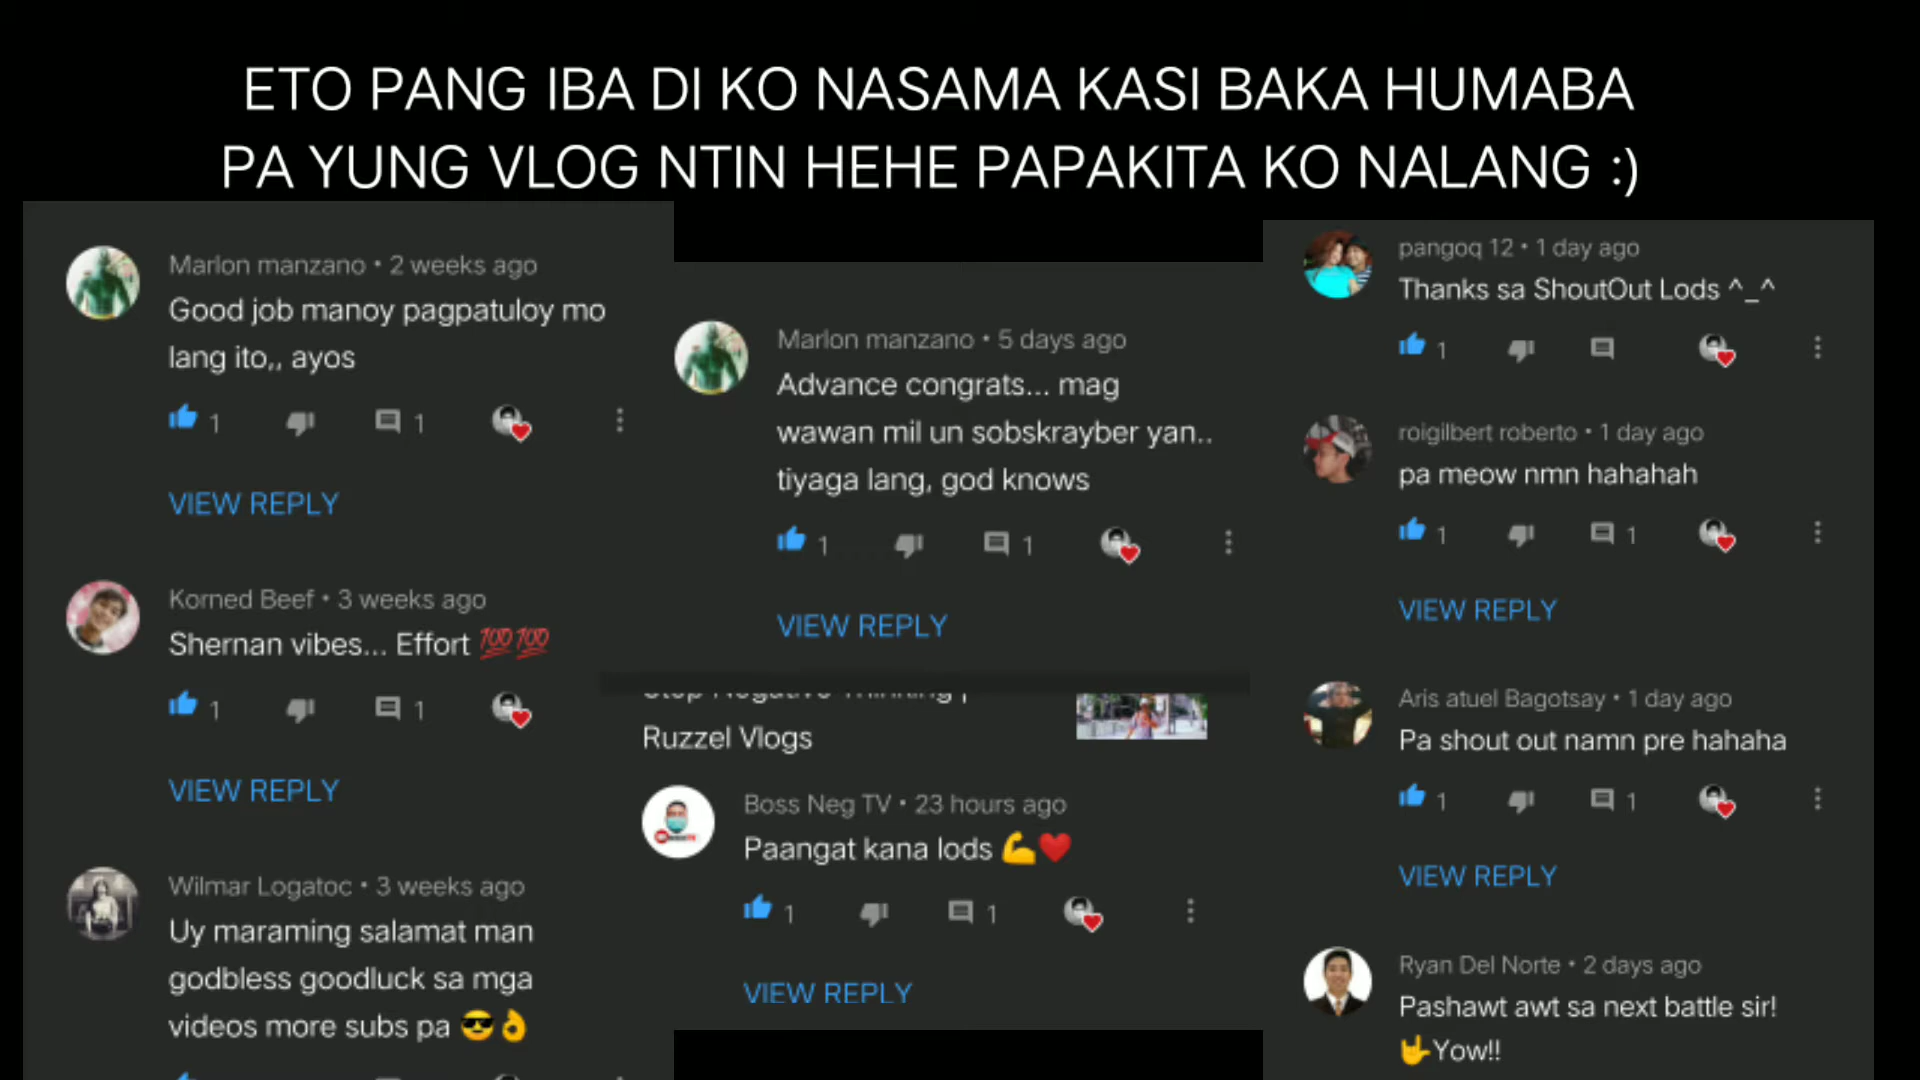 ETO PANG IBA DI KO NASAMA KASI BAKA HUMABA
PA YUNG VLOG NTIN HEHE PAPAKITA KO NALANG :)
Marlon manzano • 2 weeks ago
Good job manoy pagpatuloy mo
lang ito,, ayos
1
1
VIEW REPLY
Korned Beef • 3 weeks ago
Shernan vibes... Effort 💯💯
1
1
VIEW REPLY
Wilmar Logatoc • 3 weeks ago
Uy maraming salamat man
godbless goodluck sa mga
videos more subs pa 😎👌
Marlon manzano • 5 days ago
Advance congrats... mag
wawan mil un sobskrayber yan..
tiyaga lang, god knows
1
1
VIEW REPLY
Stop Negative Thinking |
Ruzzel Vlogs
Boss Neg TV • 23 hours ago
Paangat kana lods 💪❤️
1
1
VIEW REPLY
pangoq 12 • 1 day ago
Thanks sa ShoutOut Lods ^_^
1
roigilbert roberto • 1 day ago
pa meow nmn hahahah
1
1
VIEW REPLY
Aris atuel Bagotsay • 1 day ago
Pa shout out namn pre hahaha
1
1
VIEW REPLY
Ryan Del Norte • 2 days ago
Pashawt awt sa next battle sir!
🤟Yow!!